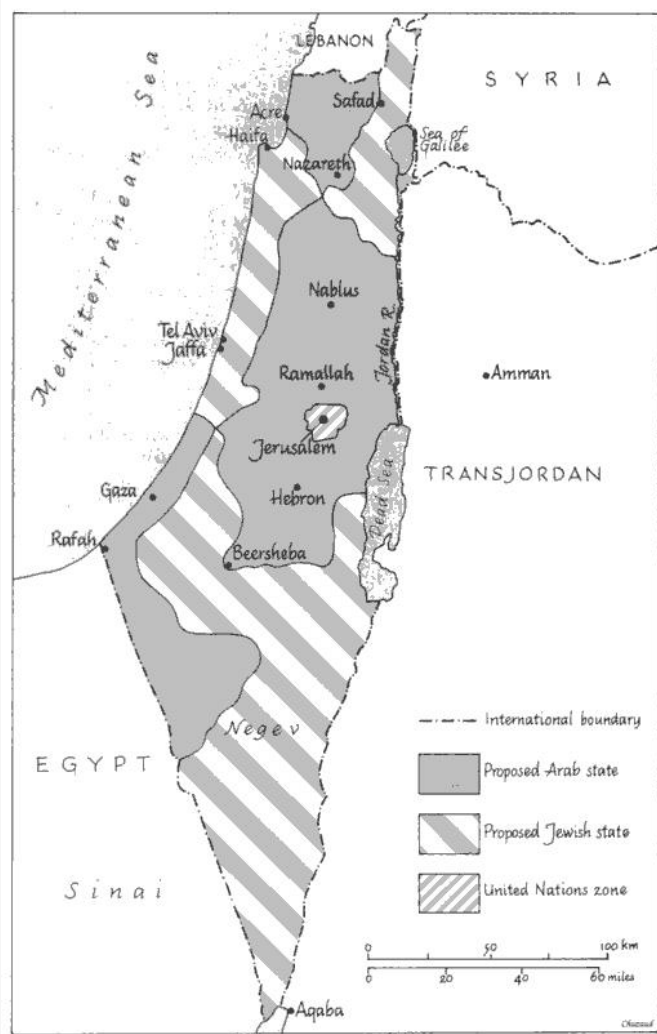 LEBANON
SYRIA
Mediterranean Sea
Safad
Acre
Haifa
Sea of
Galilee
Nazareth
Nablus
Jordan R.
Tel Aviv
Jaffa
Ramallah
Amman
Jerusalem
TRANSJORDAN
Gaza
Hebron
Dead Sea
Rafah
Beersheba
Negev
EGYPT
Sinai
International boundary
Proposed Arab state
Proposed Jewish state
United Nations zone
0 50 100 km
0 20 40 60 miles
Aqaba